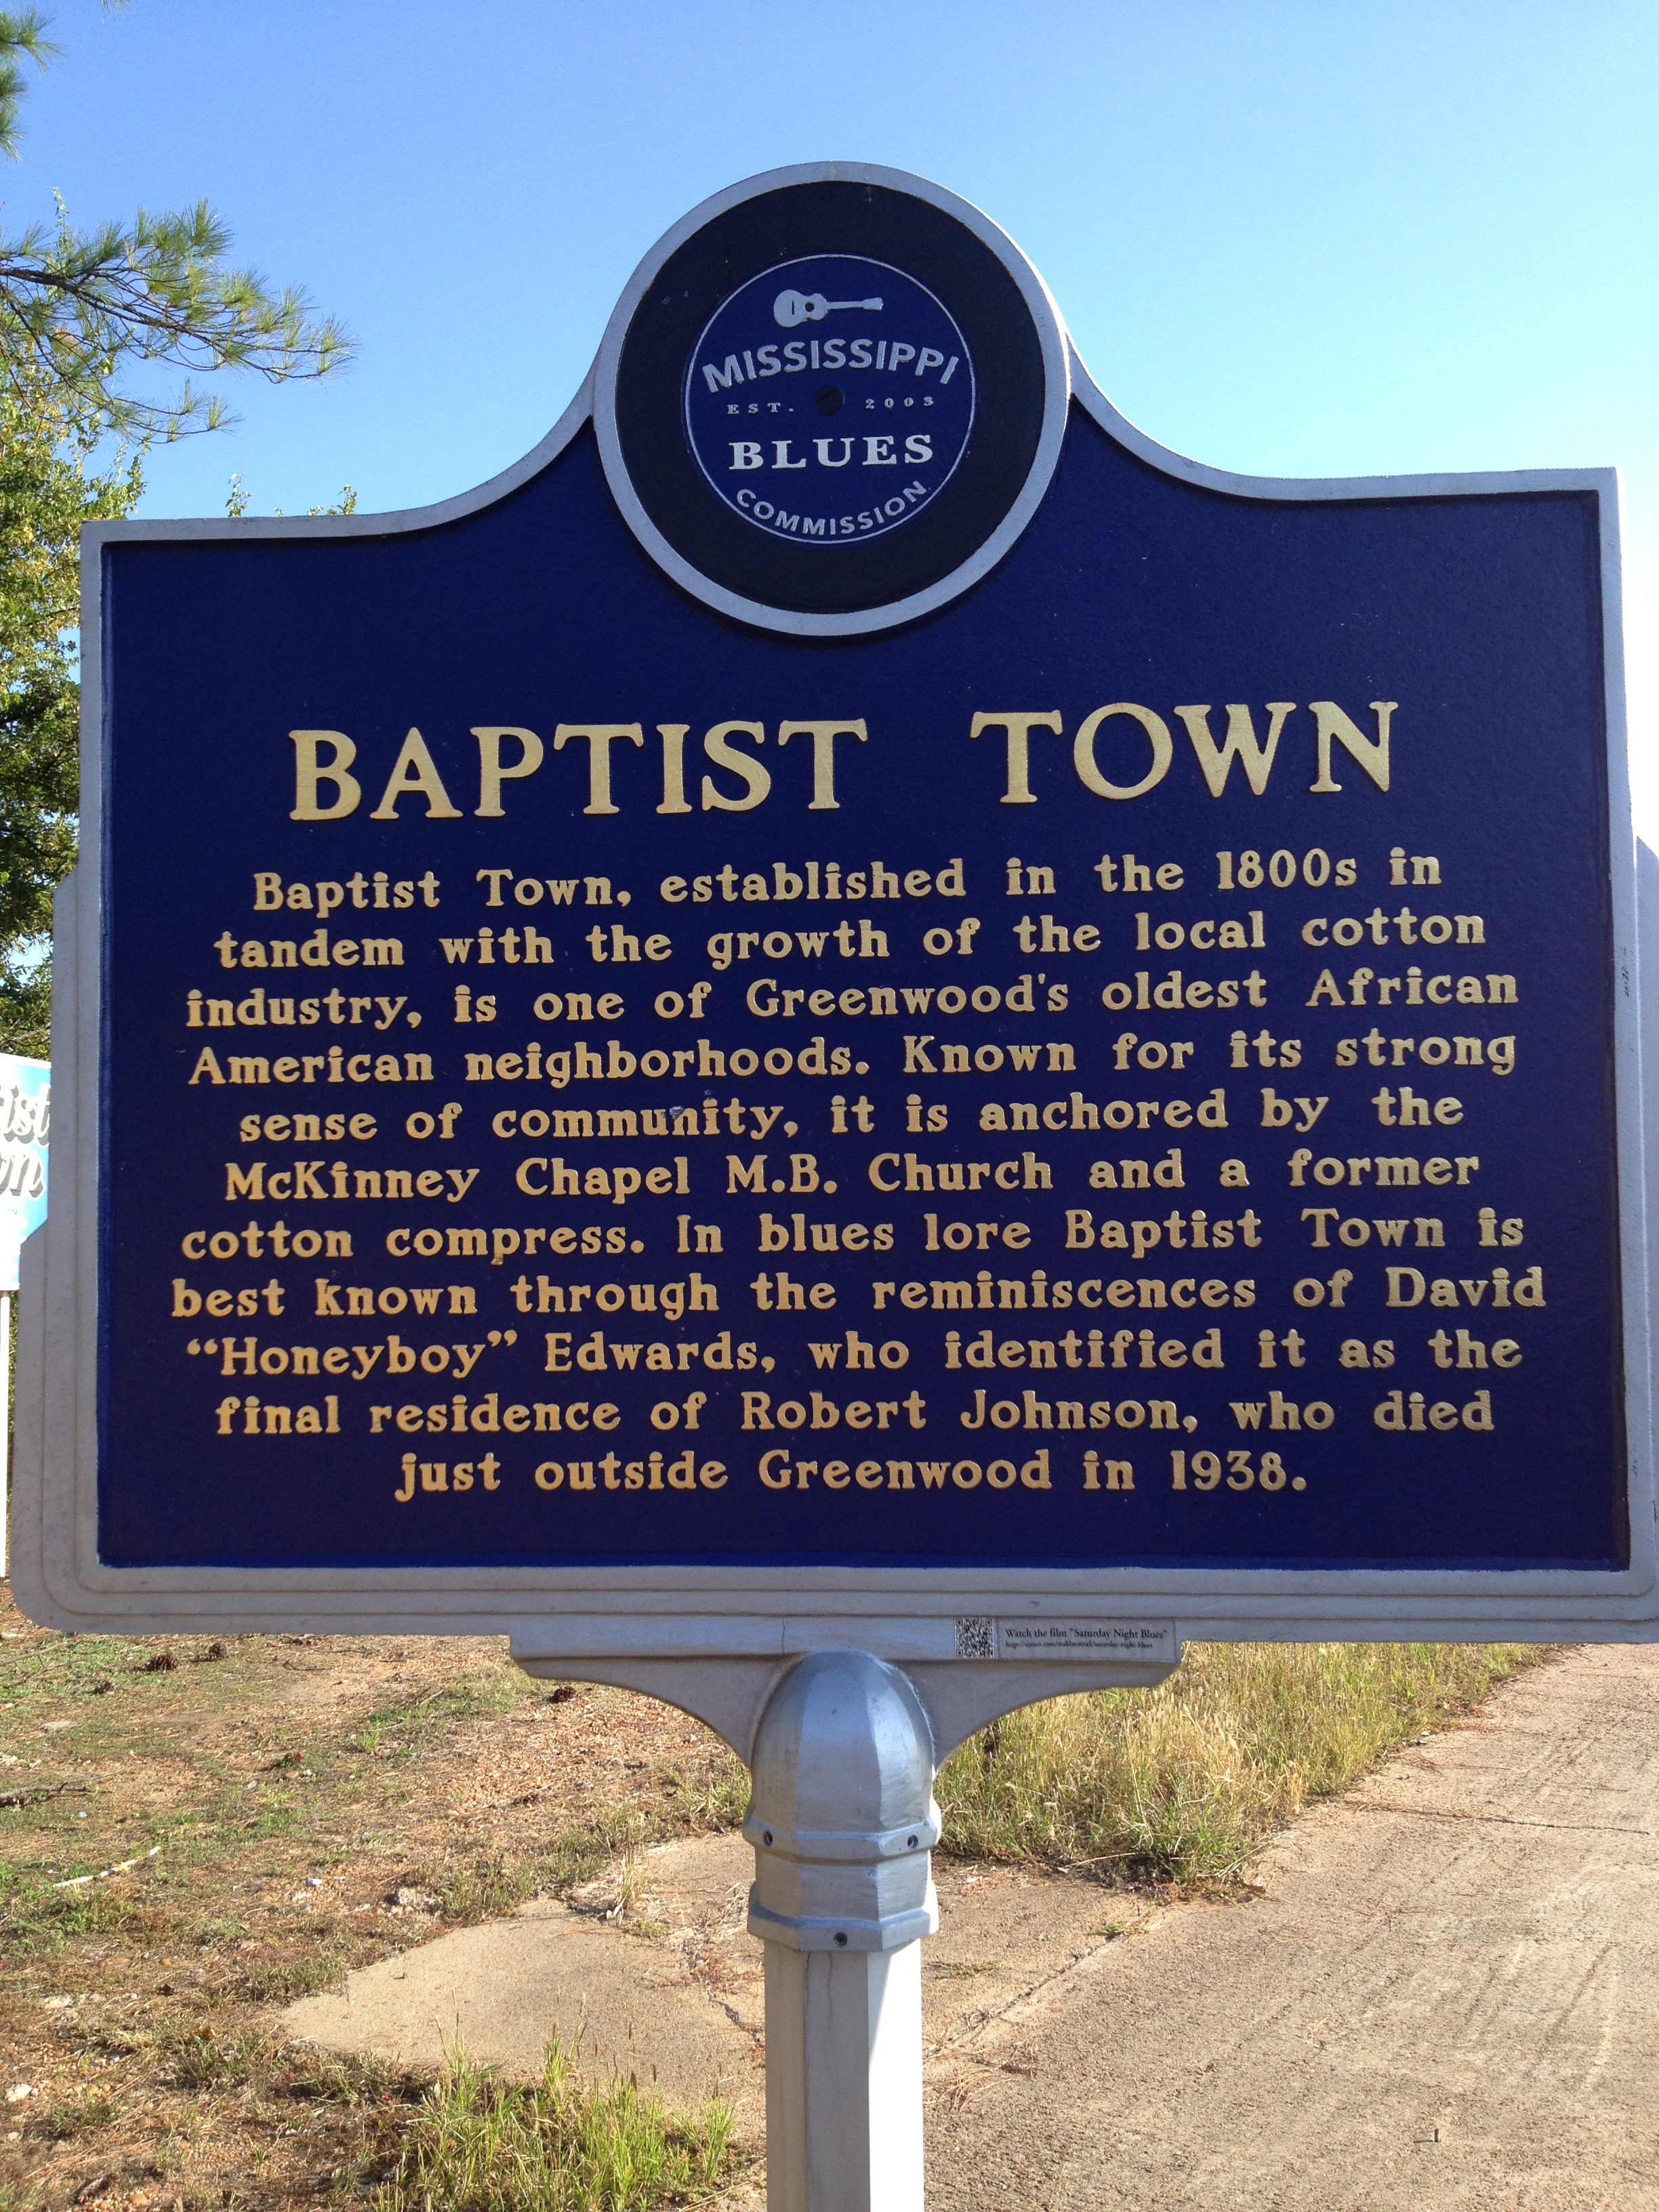 MISSISSIPPI
EST. 2003
BLUES
COMMISSION
BAPTIST TOWN
Baptist Town, established in the 1800s in
tandem with the growth of the local cotton
industry, is one of Greenwood's oldest African
American neighborhoods. Known for its strong
sense of community, it is anchored by the
McKinney Chapel M.B. Church and a former
cotton compress. In blues lore Baptist Town is
best known through the reminiscences of David
“Honeyboy” Edwards, who identified it as the
final residence of Robert Johnson, who died
just outside Greenwood in 1938.
Watch the film "Saturday Night Blues"